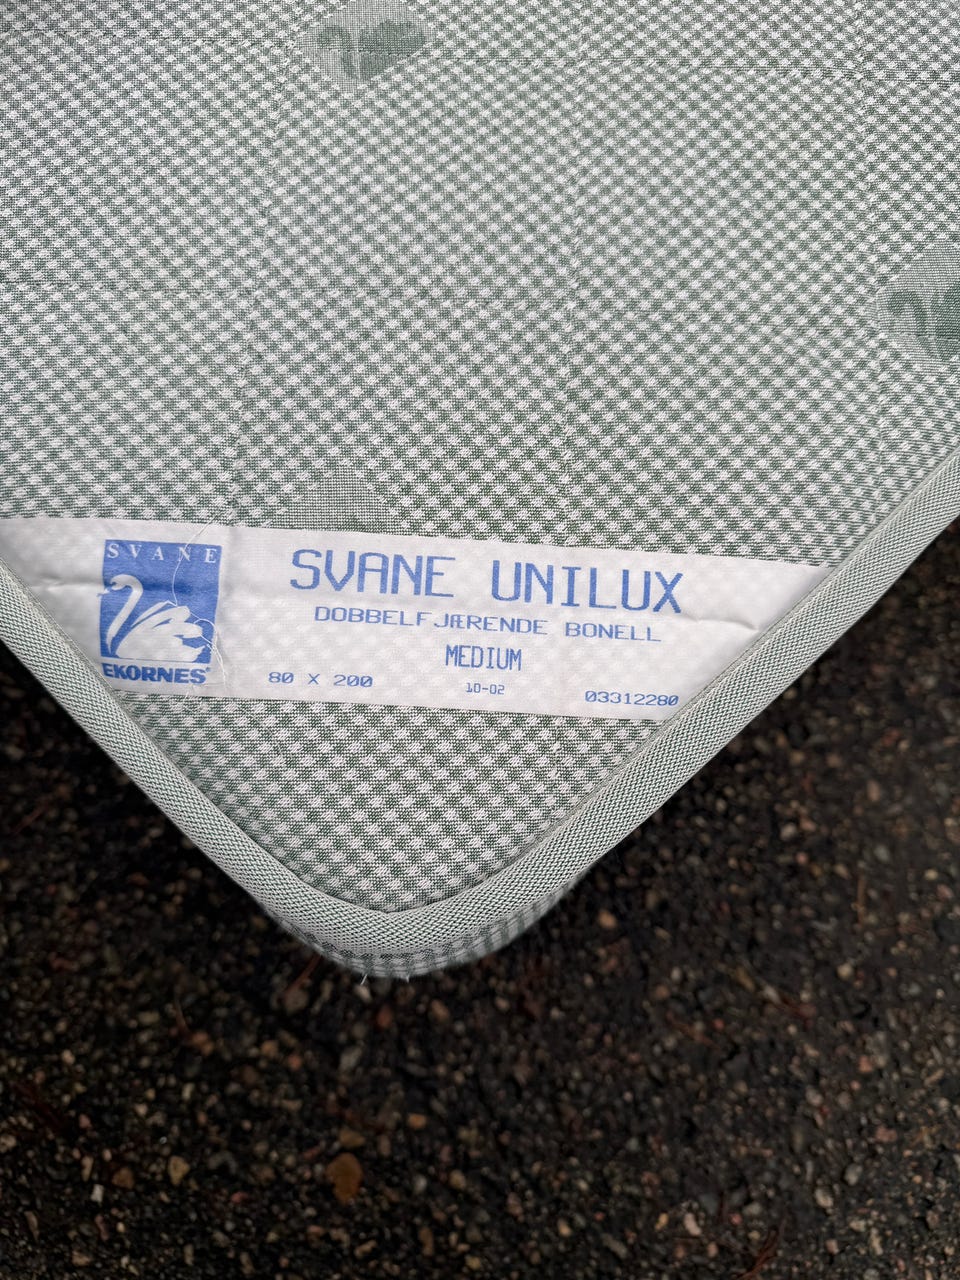 SVANE
EKORNES®
SVANE UNILUX
DOBBELFJÆRENDE BONELL
MEDIUM
80 X 200
10-02
03312280